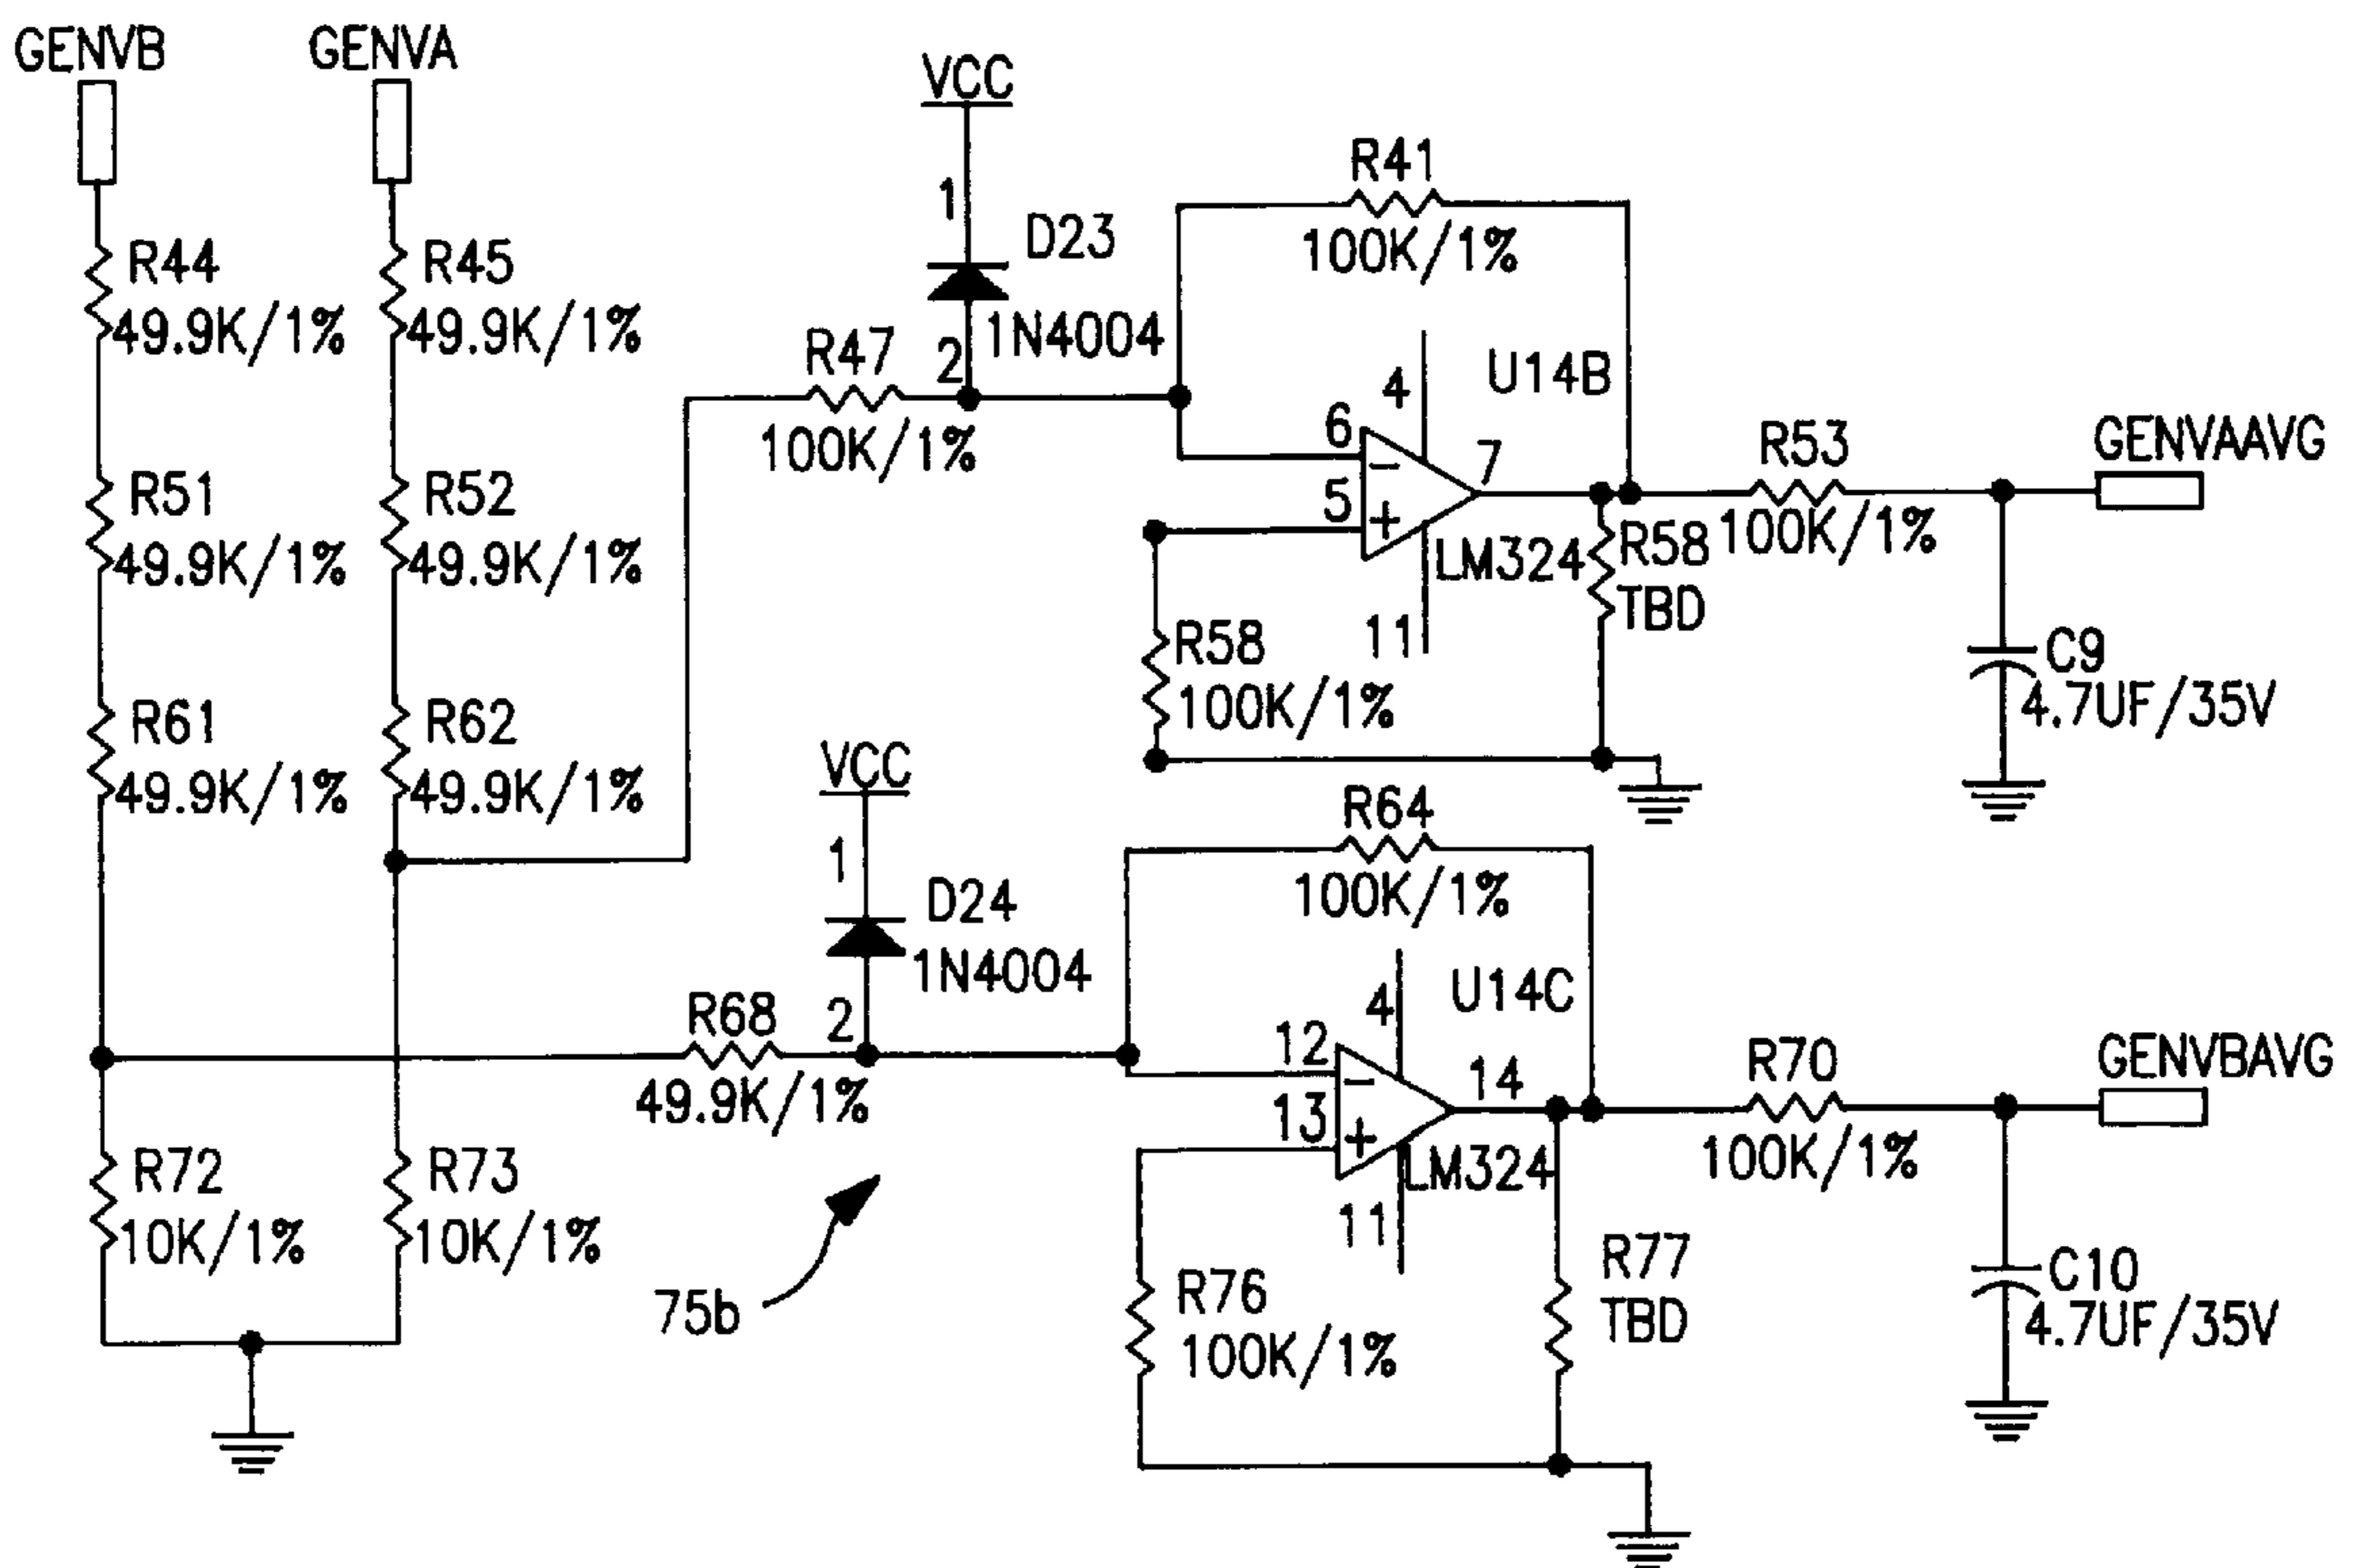 GENVB
GENVA
VCC
R41
1
R44
R45
D23
100K/1%
49.9K/1%
49.9K/1%
R47
2
1N4004
U14B
4
6
GENVAAVG
100K/1%
R53
7
R51
R52
5
49.9K/1%
49.9K/1%
LM324
R58
100K/1%
TBD
11
R58
C9
100K/1%
4.7UF/35V
R61
R62
49.9K/1%
49.9K/1%
VCC
R64
1
D24
100K/1%
1N4004
R68
2
U14C
4
12
14
R70
GENVBAVG
49.9K/1%
13
R72
R73
LM324
100K/1%
10K/1%
10K/1%
11
75b
R76
R77
C10
100K/1%
TBD
4.7UF/35V